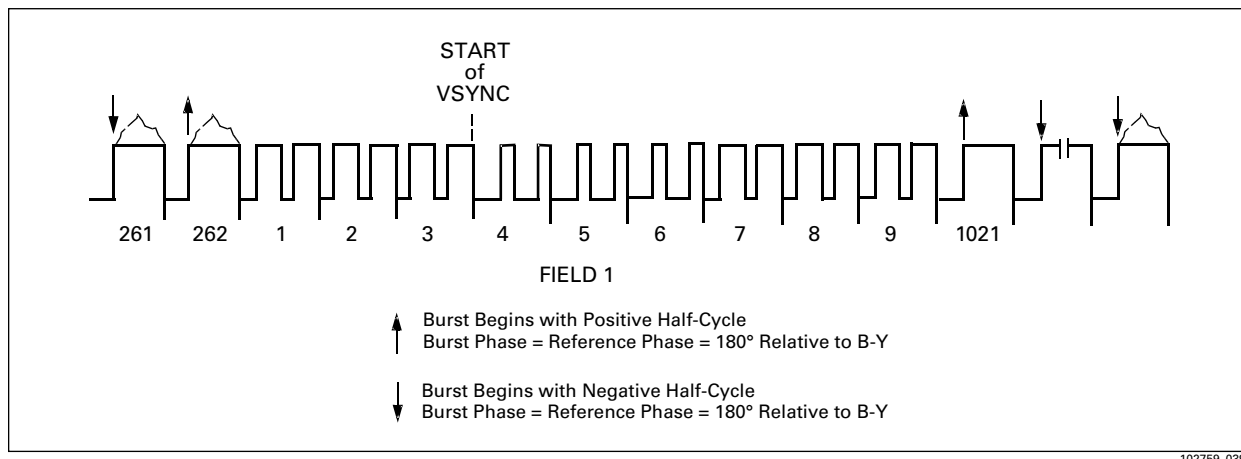 START
of
VSYNC
261 262 1 2 3 4 5 6 7 8 9 1021
FIELD 1
Burst Begins with Positive Half-Cycle
Burst Phase = Reference Phase = 180° Relative to B-Y
Burst Begins with Negative Half-Cycle
Burst Phase = Reference Phase = 180° Relative to B-Y